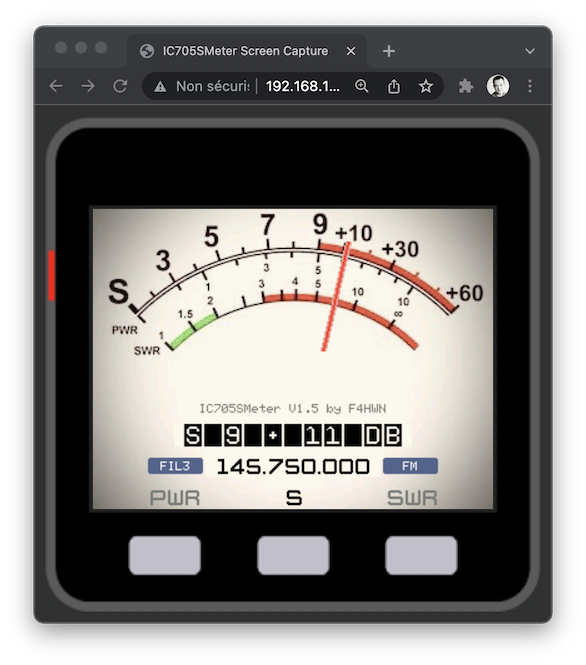 IC705SMeter Screen Capture
Non sécuris
192.168.1...
S 3 5 7 9 +10 +30 +60
1 3 5 10 10
PWR
1 1.5 2 3 4 5 ∞
SWR
IC705SMeter V1.5 by F4HWN
S 9 + 11 DB
FIL3 145.750.000 FM
PWR S SWR